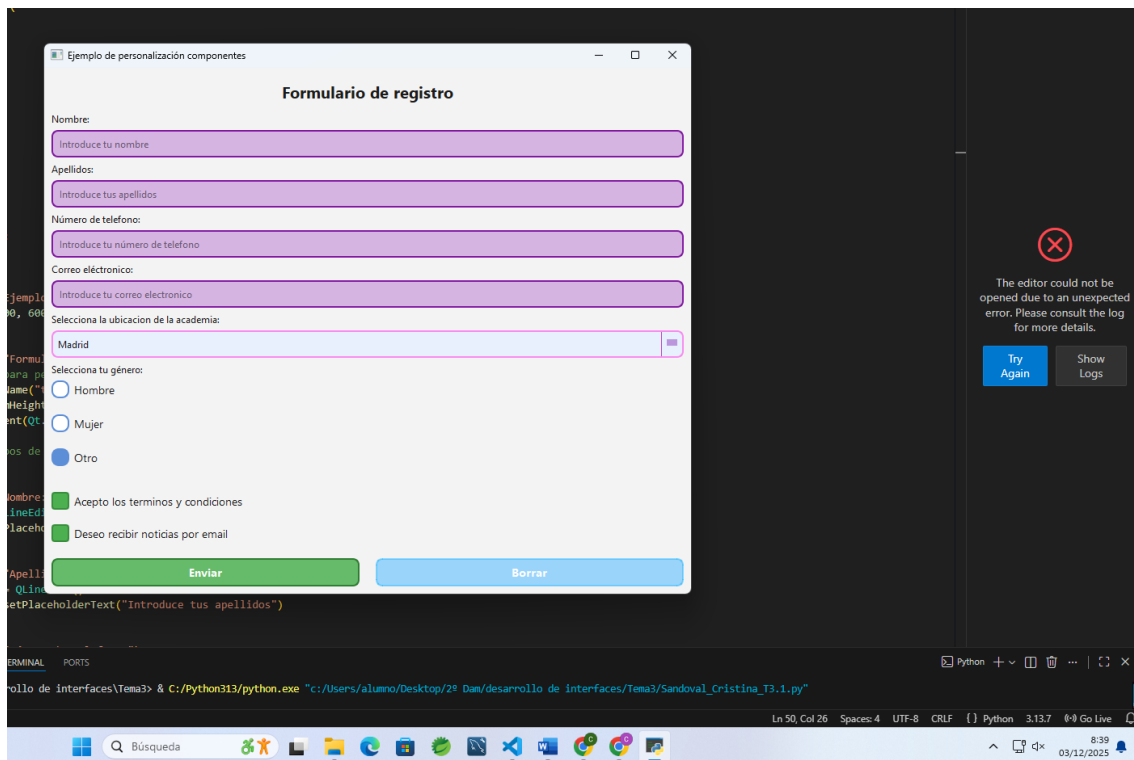 Ejemplo de personalización componentes
Formulario de registro
Nombre:
Introduce tu nombre
Apellidos:
Introduce tus apellidos
Número de telefono:
Introduce tu número de telefono
Correo eléctronico:
Introduce tu correo electronico
Selecciona la ubicacion de la academia:
Madrid
Selecciona tu género:
Hombre
Mujer
Otro
Acepto los terminos y condiciones
Deseo recibir noticias por email
Enviar
Borrar
setPlaceholderText("Introduce tus apellidos")
The editor could not be
opened due to an unexpected
error. Please consult the log
for more details.
Try
Again
Show
Logs
ERMINAL PORTS
Python
rollo de interfaces\Tema3> & C:/Python313/python.exe "c:/Users/alumno/Desktop/2º Dam/desarrollo de interfaces/Tema3/Sandoval_Cristina_T3.1.py"
Ln 50, Col 26 Spaces: 4 UTF-8 CRLF {} Python 3.13.7 Go Live
Búsqueda
8:39
03/12/2025